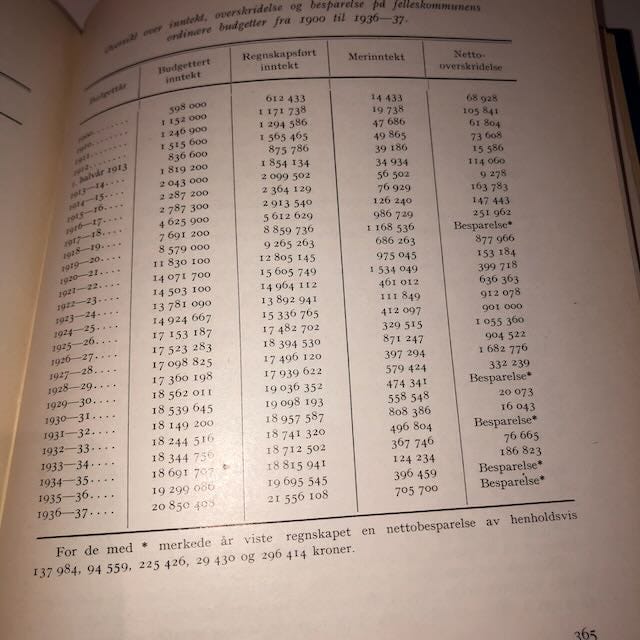 Oversikt over inntekt, overskridelse og besparelse på felleskommunens
ordinære budgetter fra 1900 til 1936—37.
Budgettår Budgettert inntekt Regnskapsført inntekt Merinntekt Netto-overskridelse
1900...... 598 000 612 433 14 433 68 928
1910...... 1 152 000 1 171 738 19 738 105 841
1911...... 1 246 900 1 294 586 47 686 61 804
1912...... 1 515 600 1 565 465 49 865 73 608
1. halvår 1913 836 600 875 786 39 186 15 586
1913—14.... 1 819 200 1 854 134 34 934 114 060
1914—15.... 2 043 000 2 099 502 56 502 9 278
1915—16.... 2 287 200 2 364 129 76 929 163 783
1916—17.... 2 787 300 2 913 540 126 240 147 443
1917—18.... 4 625 900 5 612 629 986 729 251 962
1918—19.... 7 691 200 8 859 736 1 168 536 Besparelse*
1919—20.... 8 579 000 9 265 263 686 263 877 966
1920—21.... 11 830 100 12 805 145 975 045 153 184
1921—22.... 14 071 700 15 605 749 1 534 049 399 718
1922—23.... 14 503 100 14 964 112 461 012 636 363
1923—24.... 13 781 090 13 892 941 111 849 912 078
1924—25.... 14 924 667 15 336 765 412 097 901 000
1925—26.... 17 153 187 17 482 702 329 515 1 055 360
1926—27.... 17 523 283 18 394 530 871 247 904 522
1927—28.... 17 098 825 17 496 120 397 294 1 682 776
1928—29.... 17 360 198 17 939 622 579 424 332 239
1929—30.... 18 562 011 19 036 352 474 341 Besparelse*
1930—31.... 18 539 645 19 098 193 558 548 20 073
1931—32.... 18 149 200 18 957 587 808 386 16 043
1932—33.... 18 244 516 18 741 320 496 804 Besparelse*
1933—34.... 18 344 756 18 712 502 367 746 76 665
1934—35.... 18 691 707 18 815 941 124 234 186 823
1935—36.... 19 299 086 19 695 545 396 459 Besparelse*
1936—37.... 20 850 408 21 556 108 705 700 Besparelse*
For de med * merkede år viste regnskapet en nettobesparelse av henholdsvis
137 984, 94 559, 225 426, 29 430 og 296 414 kroner.
365